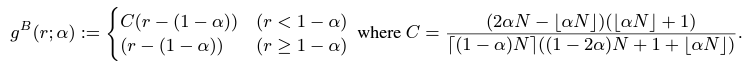 $g^B(r;\alpha) := \begin{cases} C(r-(1-\alpha)) & (r < 1-\alpha) \\ (r-(1-\alpha)) & (r \geq 1-\alpha) \end{cases}$ where $C = \frac{(2\alpha N - \lfloor \alpha N \rfloor)(\lfloor \alpha N \rfloor + 1)}{\lceil (1-\alpha)N \rceil((1-2\alpha)N + 1 + \lfloor \alpha N \rfloor)}.$